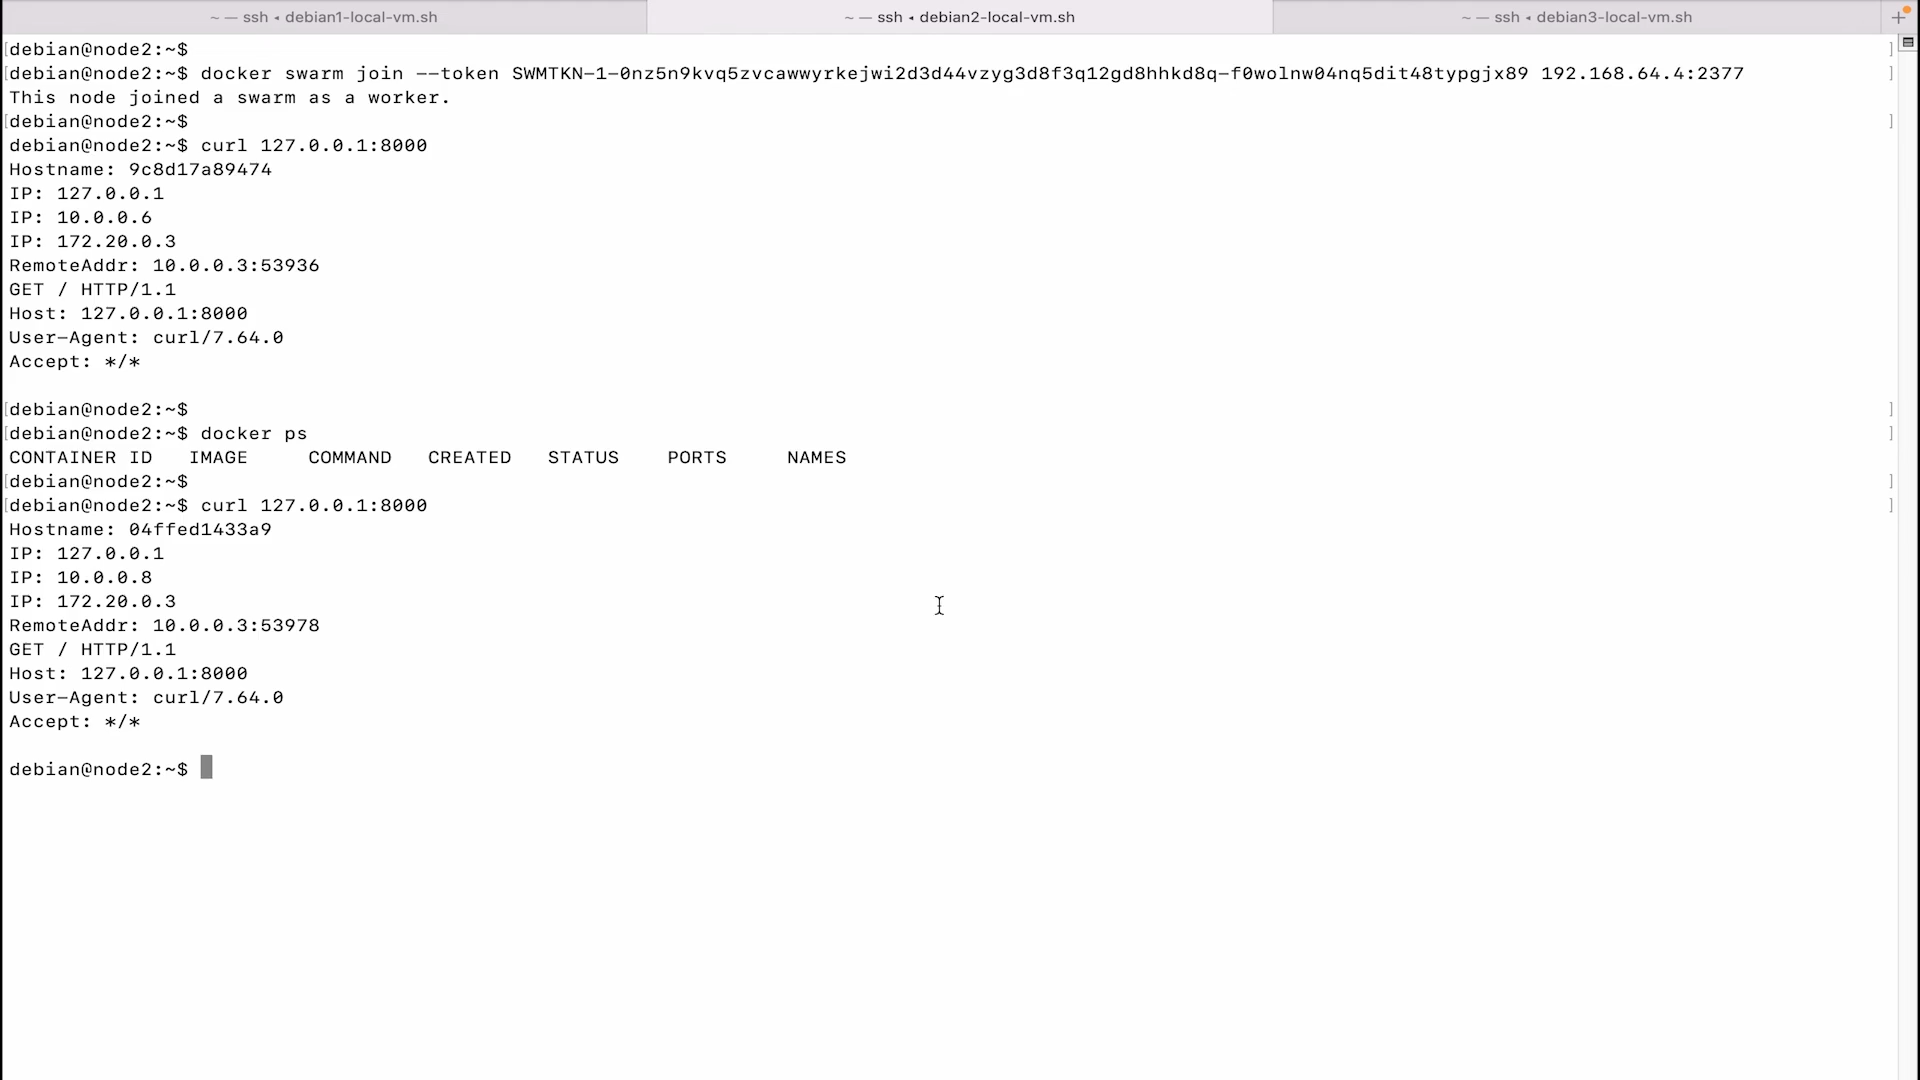 ~ — ssh ◂ debian1-local-vm.sh
~ — ssh ◂ debian2-local-vm.sh
~ — ssh ◂ debian3-local-vm.sh
[debian@node2:~$ ]
[debian@node2:~$ docker swarm join --token SWMTKN-1-0nz5n9kvq5zvcawwyrkejwi2d3d44vzyg3d8f3q12gd8hhkd8q-f0wolnw04nq5dit48typgjx89 192.168.64.4:2377 ]
This node joined a swarm as a worker.
[debian@node2:~$ ]
debian@node2:~$ curl 127.0.0.1:8000
Hostname: 9c8d17a89474
IP: 127.0.0.1
IP: 10.0.0.6
IP: 172.20.0.3
RemoteAddr: 10.0.0.3:53936
GET / HTTP/1.1
Host: 127.0.0.1:8000
User-Agent: curl/7.64.0
Accept: */*
[debian@node2:~$ ]
[debian@node2:~$ docker ps ]
CONTAINER ID   IMAGE     COMMAND   CREATED   STATUS    PORTS     NAMES
[debian@node2:~$ ]
[debian@node2:~$ curl 127.0.0.1:8000 ]
Hostname: 04ffed1433a9
IP: 127.0.0.1
IP: 10.0.0.8
IP: 172.20.0.3
RemoteAddr: 10.0.0.3:53978
GET / HTTP/1.1
Host: 127.0.0.1:8000
User-Agent: curl/7.64.0
Accept: */*
debian@node2:~$